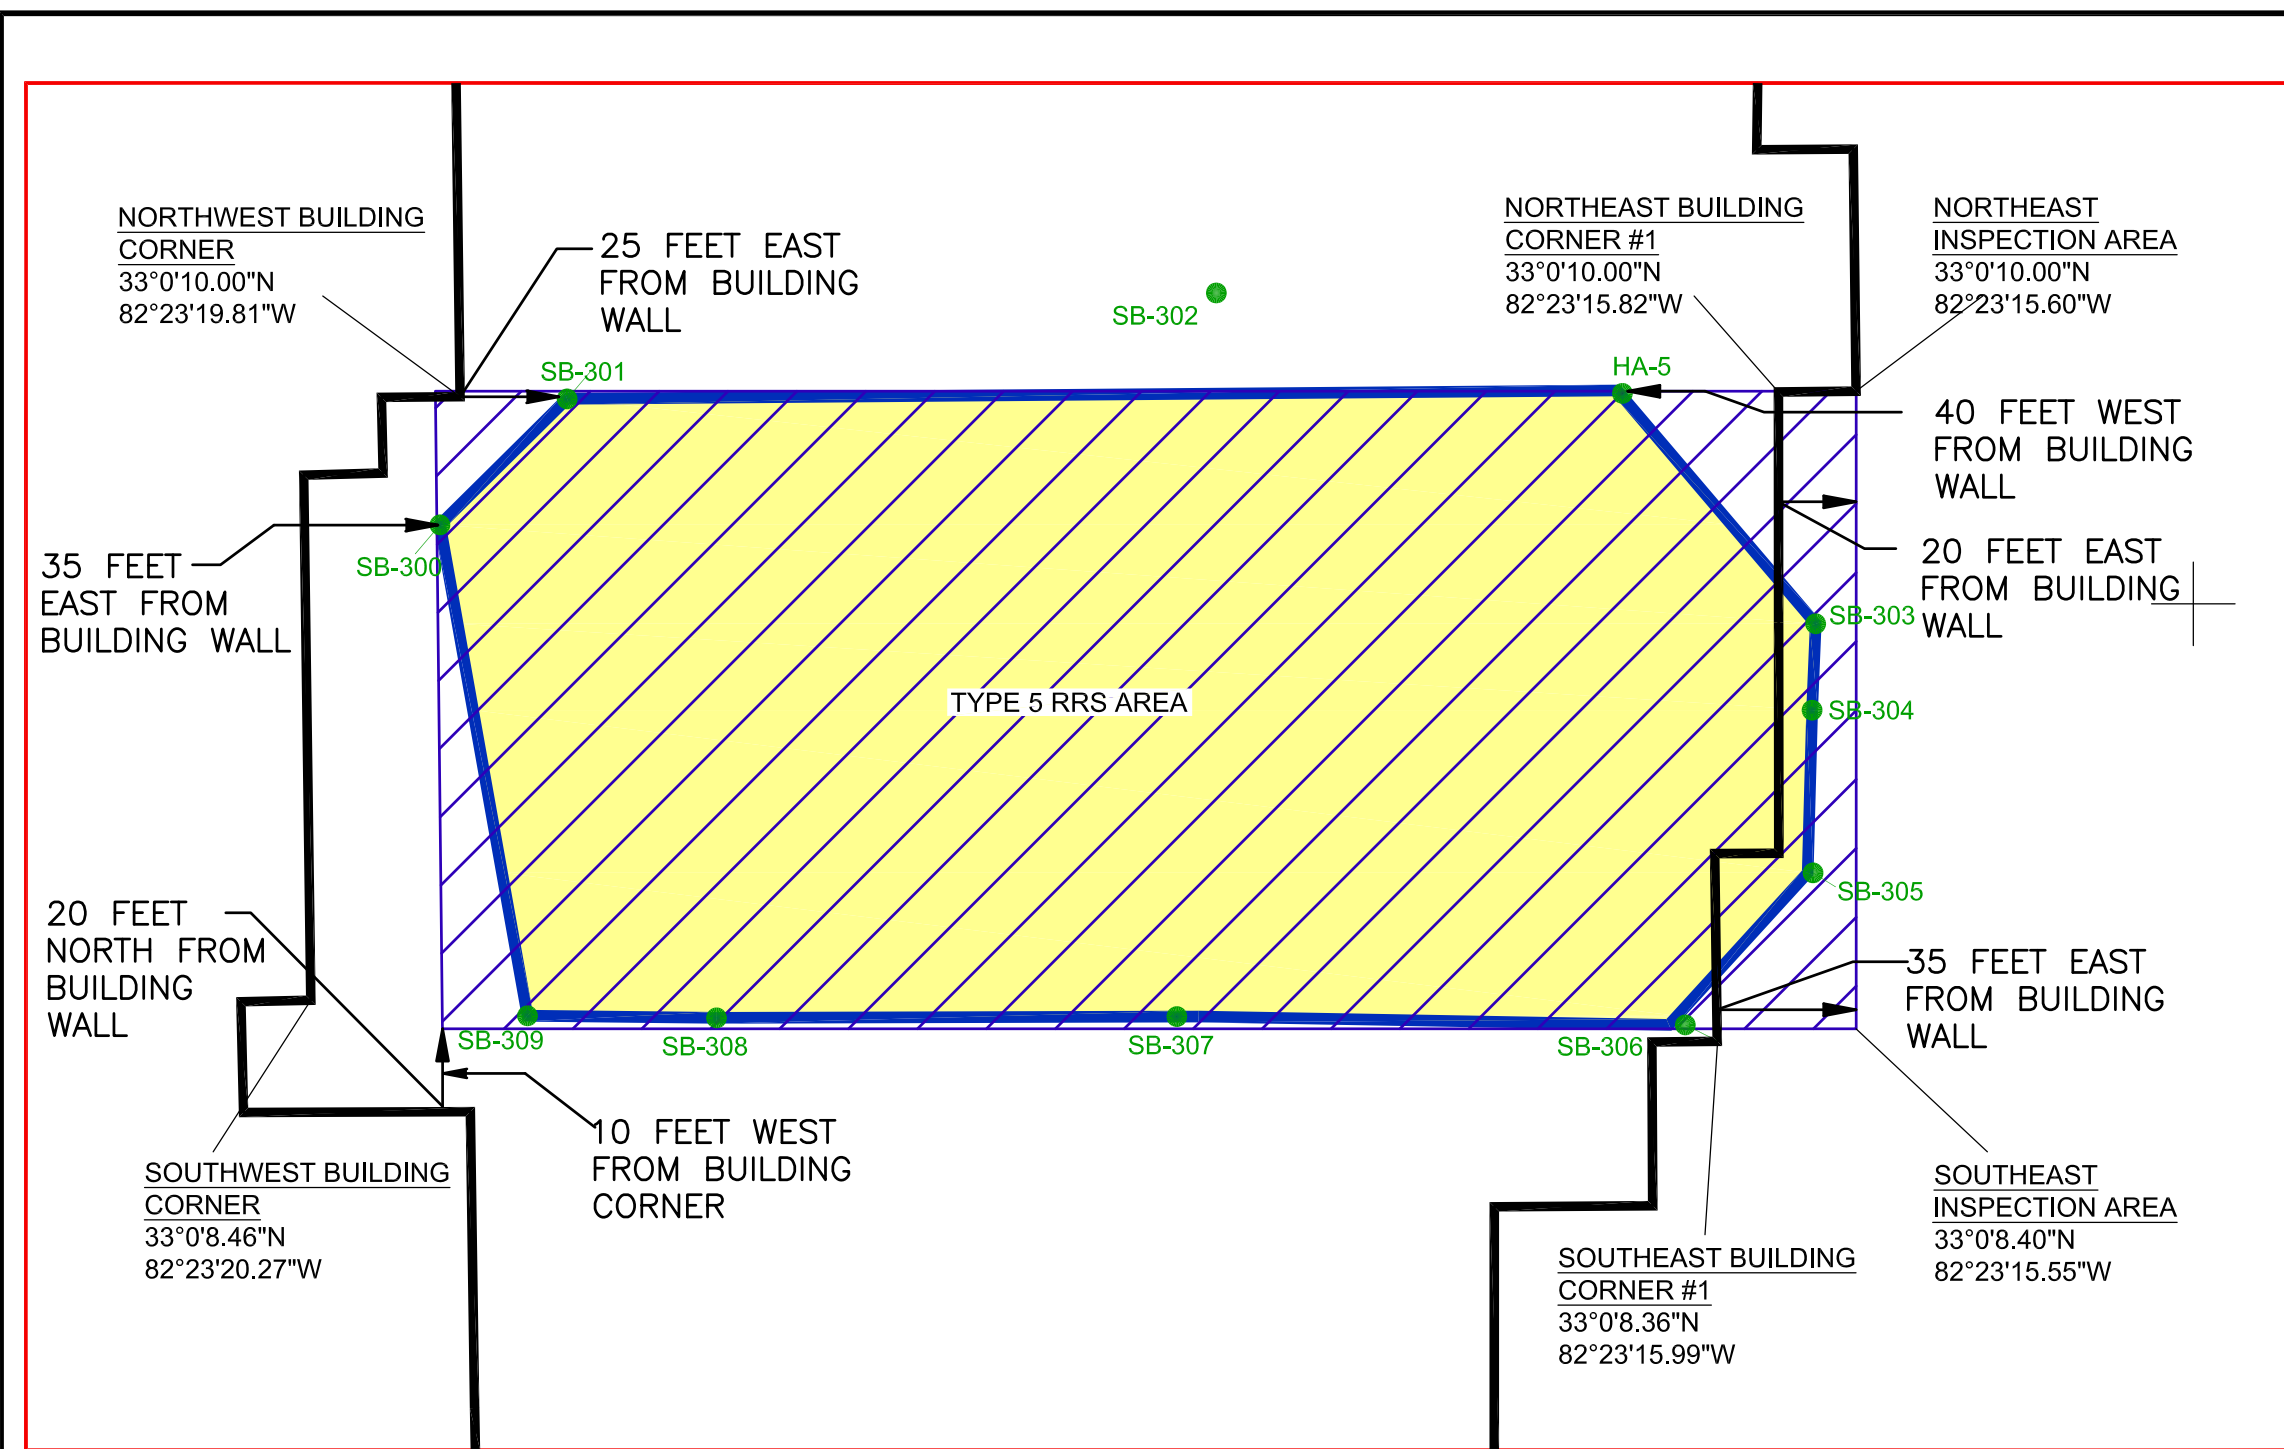 NORTHWEST BUILDING
CORNER
33°0'10.00"N
82°23'19.81"W
25 FEET EAST
FROM BUILDING
WALL
SB-302
NORTHEAST BUILDING
CORNER #1
33°0'10.00"N
82°23'15.82"W
NORTHEAST
INSPECTION AREA
33°0'10.00"N
82°23'15.60"W
SB-301
HA-5
40 FEET WEST
FROM BUILDING
WALL
35 FEET
EAST FROM
BUILDING WALL
SB-300
20 FEET EAST
FROM BUILDING
WALL
SB-303
TYPE 5 RRS AREA
SB-304
SB-305
20 FEET
NORTH FROM
BUILDING
WALL
35 FEET EAST
FROM BUILDING
WALL
SB-309
SB-308
SB-307
SB-306
10 FEET WEST
FROM BUILDING
CORNER
SOUTHWEST BUILDING
CORNER
33°0'8.46"N
82°23'20.27"W
SOUTHEAST BUILDING
CORNER #1
33°0'8.36"N
82°23'15.99"W
SOUTHEAST
INSPECTION AREA
33°0'8.40"N
82°23'15.55"W